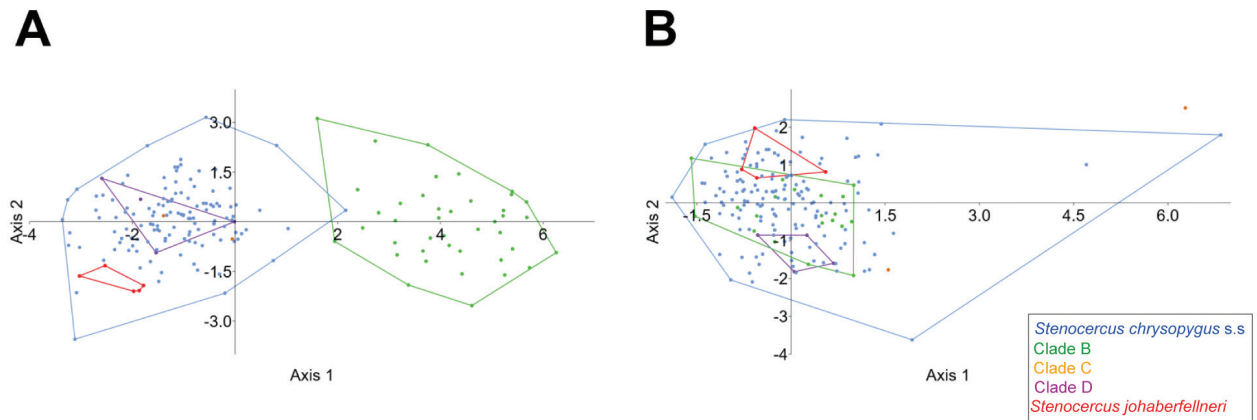 A
B
3.0
1.5
-4
-2
2
4
6
-1.5
-3.0
Axis 2
Axis 1
2
1
-1.5
1.5
3.0
4.5
6.0
-1
-2
-3
-4
Axis 2
Axis 1
Stenocercus chrysopygus s.s
Clade B
Clade C
Clade D
Stenocercus johaberfellneri